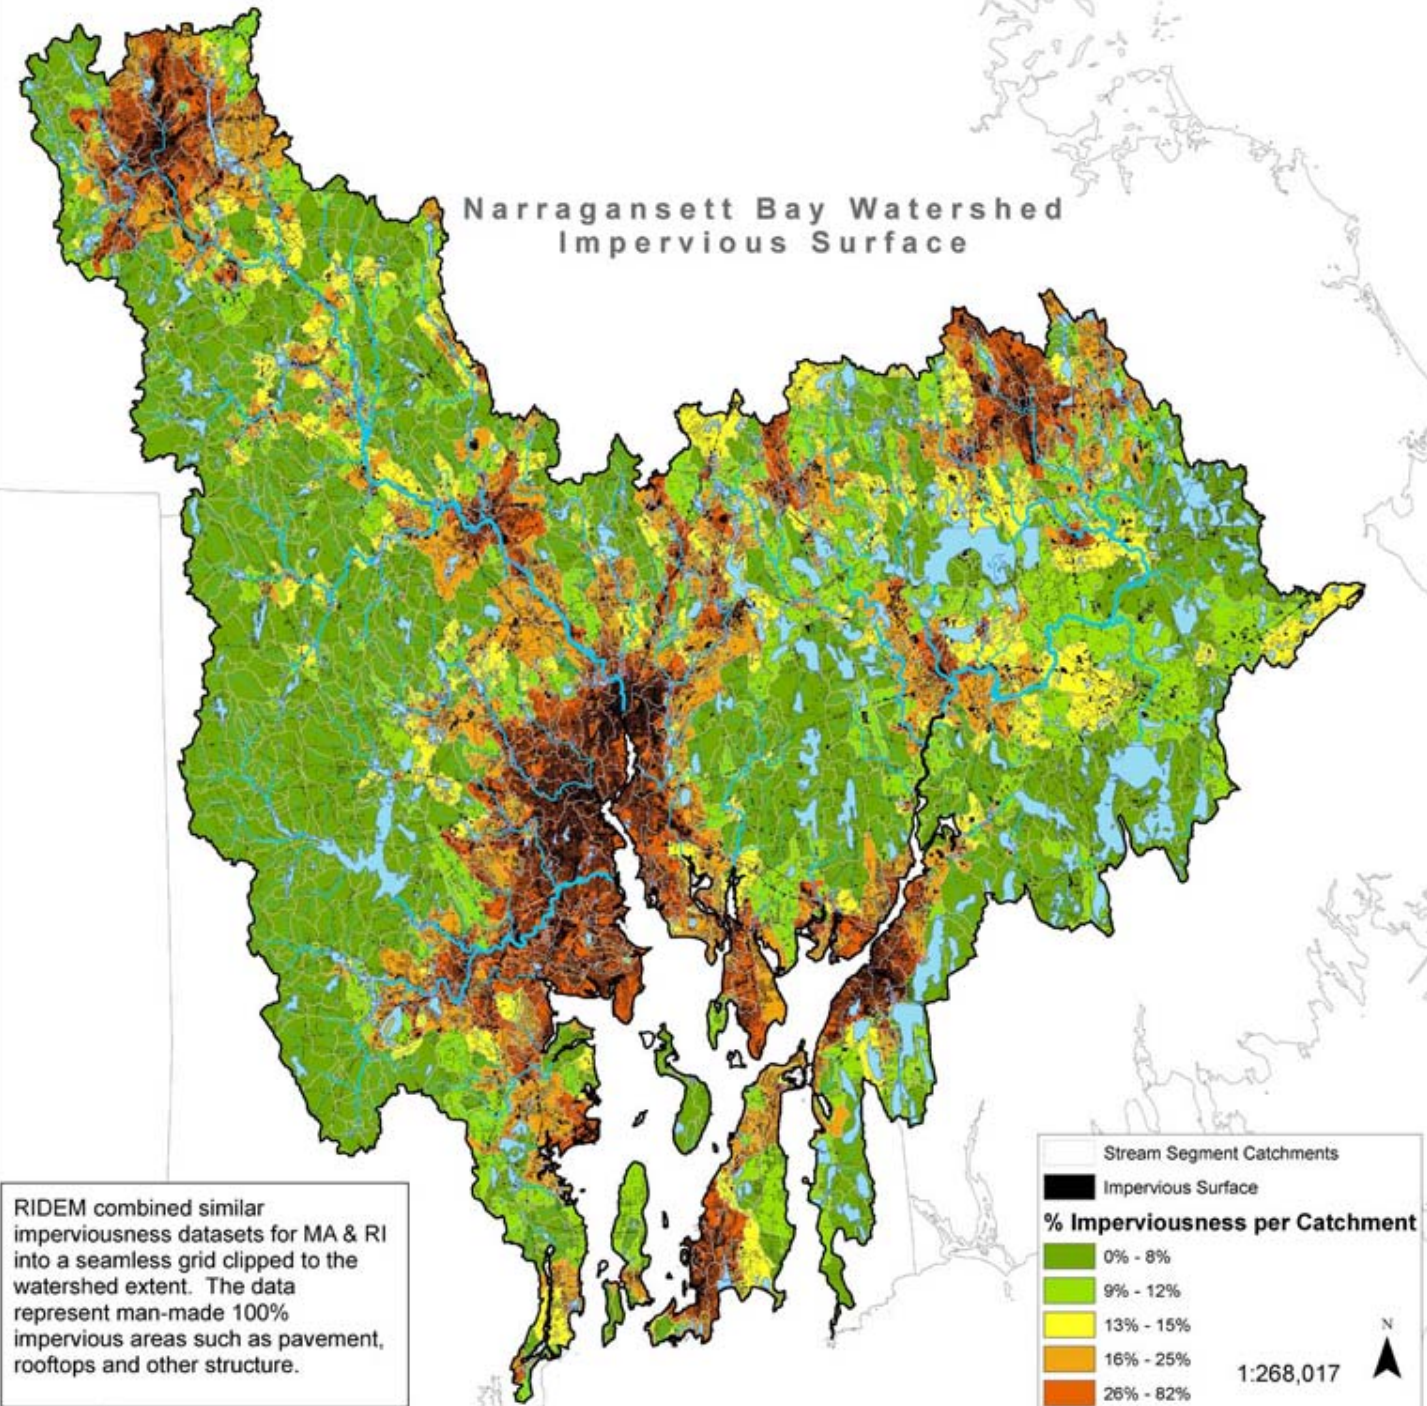 Narragansett Bay Watershed
Impervious Surface
RIDEM combined similar
imperviousness datasets for MA & RI
into a seamless grid clipped to the
watershed extent. The data
represent man-made 100%
impervious areas such as pavement,
rooftops and other structure.
Stream Segment Catchments
Impervious Surface
% Imperviousness per Catchment
0% - 8%
9% - 12%
13% - 15%
16% - 25%
26% - 82%
1:268,017
N